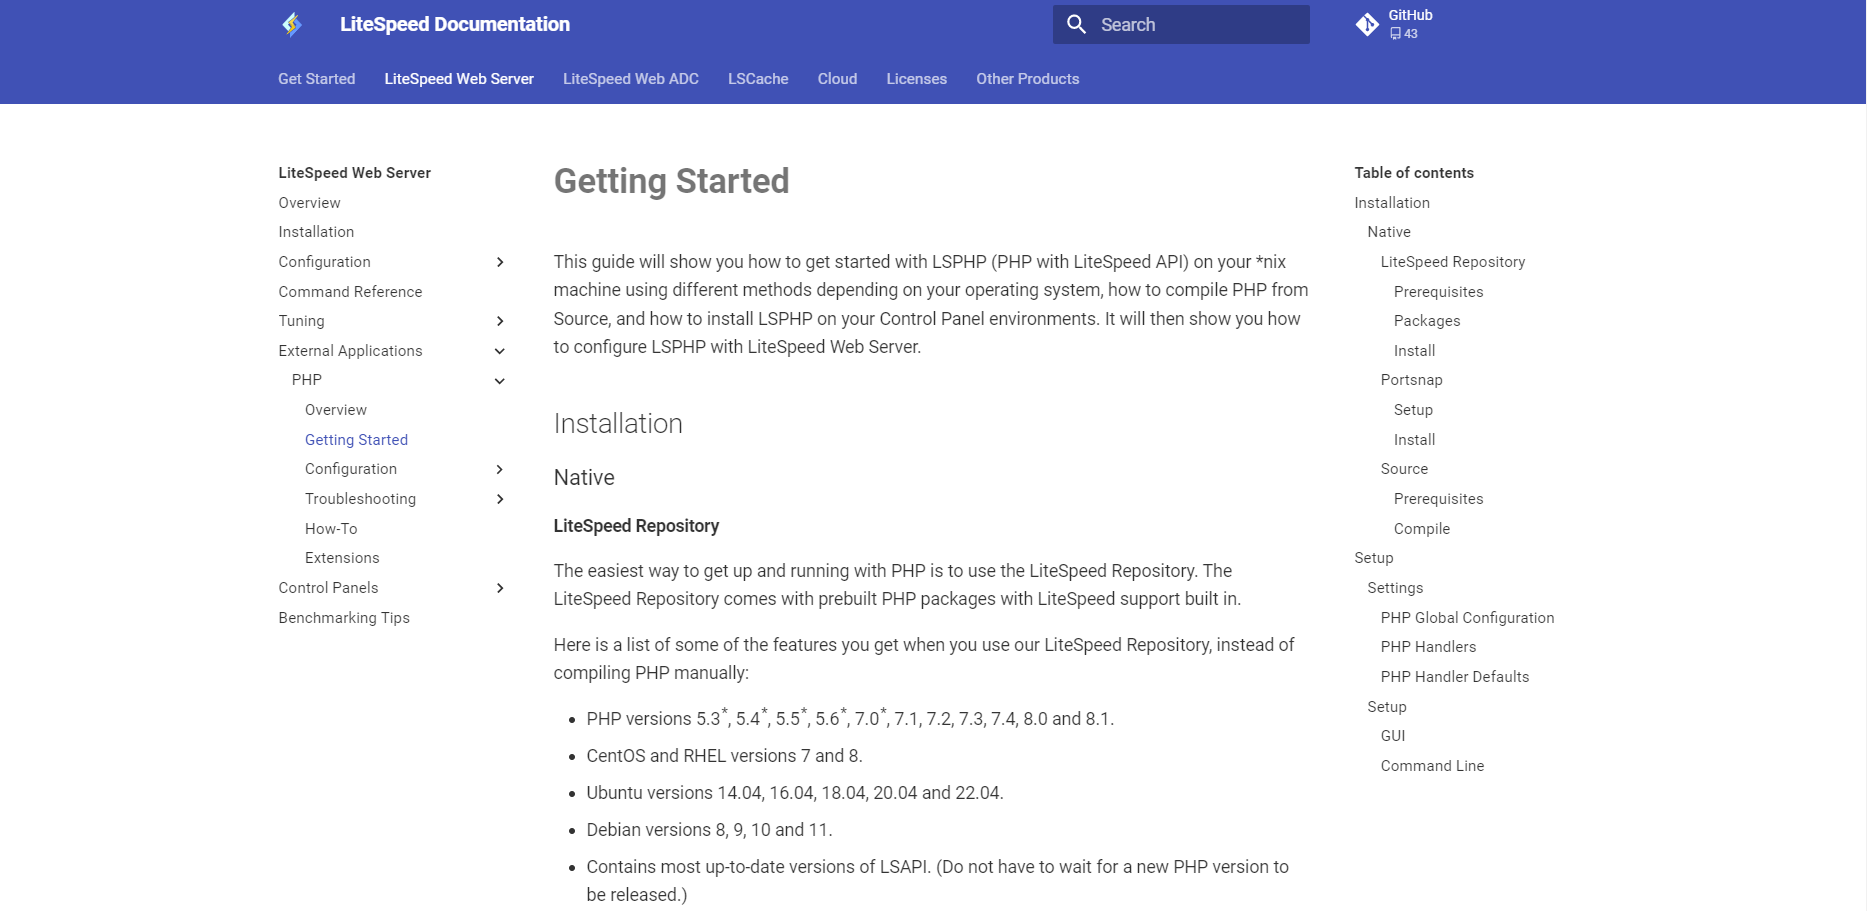 LiteSpeed Documentation
Search
GitHub
43
Get Started
LiteSpeed Web Server
LiteSpeed Web ADC
LSCache
Cloud
Licenses
Other Products
LiteSpeed Web Server
Overview
Installation
Configuration
Command Reference
Tuning
External Applications
PHP
Overview
Getting Started
Configuration
Troubleshooting
How-To
Extensions
Control Panels
Benchmarking Tips
Getting Started
This guide will show you how to get started with LSPHP (PHP with LiteSpeed API) on your *nix
machine using different methods depending on your operating system, how to compile PHP from
Source, and how to install LSPHP on your Control Panel environments. It will then show you how
to configure LSPHP with LiteSpeed Web Server.
Installation
Native
LiteSpeed Repository
The easiest way to get up and running with PHP is to use the LiteSpeed Repository. The
LiteSpeed Repository comes with prebuilt PHP packages with LiteSpeed support built in.
Here is a list of some of the features you get when you use our LiteSpeed Repository, instead of
compiling PHP manually:
• PHP versions 5.3*, 5.4*, 5.5*, 5.6*, 7.0*, 7.1, 7.2, 7.3, 7.4, 8.0 and 8.1.
• CentOS and RHEL versions 7 and 8.
• Ubuntu versions 14.04, 16.04, 18.04, 20.04 and 22.04.
• Debian versions 8, 9, 10 and 11.
• Contains most up-to-date versions of LSAPI. (Do not have to wait for a new PHP version to
be released.)
Table of contents
Installation
Native
LiteSpeed Repository
Prerequisites
Packages
Install
Portsnap
Setup
Install
Source
Prerequisites
Compile
Setup
Settings
PHP Global Configuration
PHP Handlers
PHP Handler Defaults
Setup
GUI
Command Line